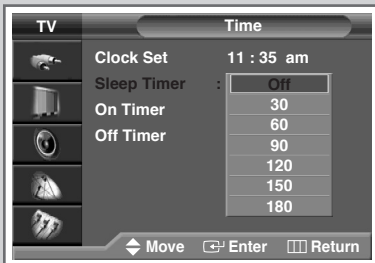 TV Time
Clock Set 11 : 35 am
Sleep Timer : Off
On Timer 30
60
Off Timer 90
120
150
180
Move Enter Return